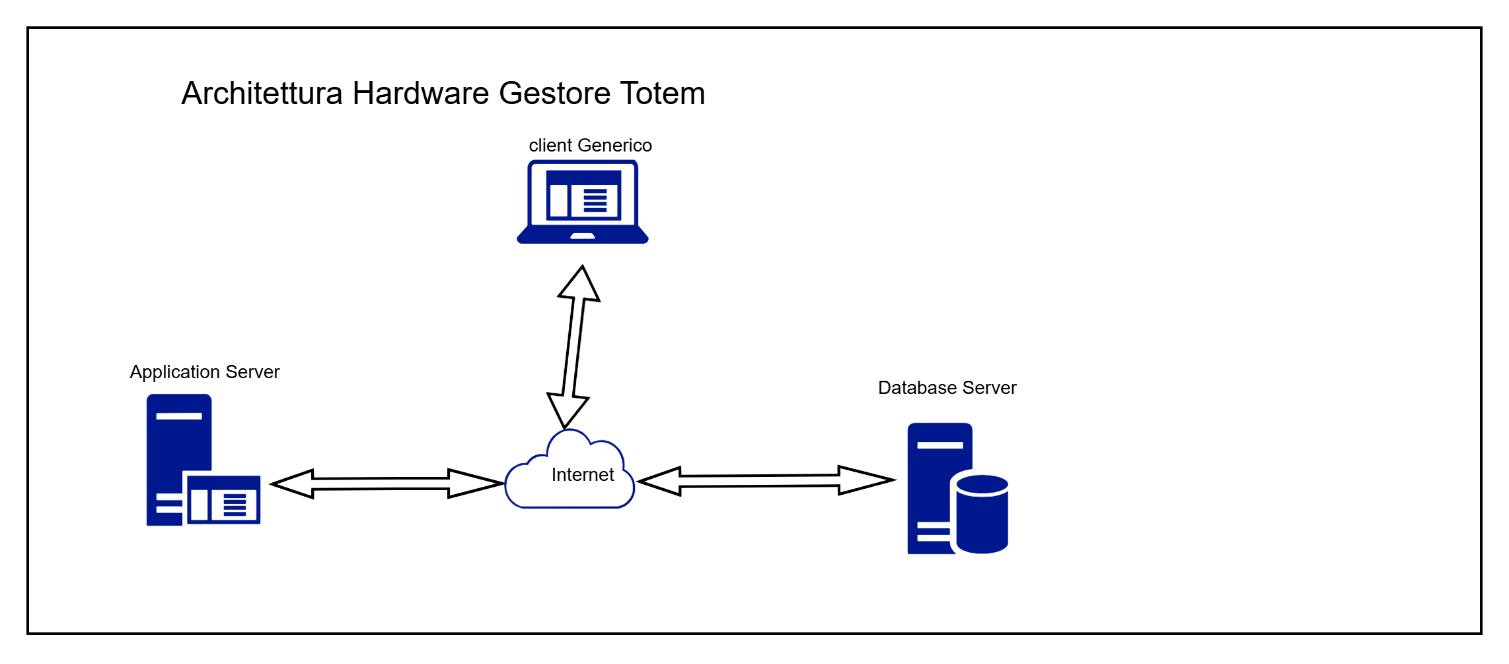 Architettura Hardware Gestore Totem
client Generico
Application Server
Database Server
Internet